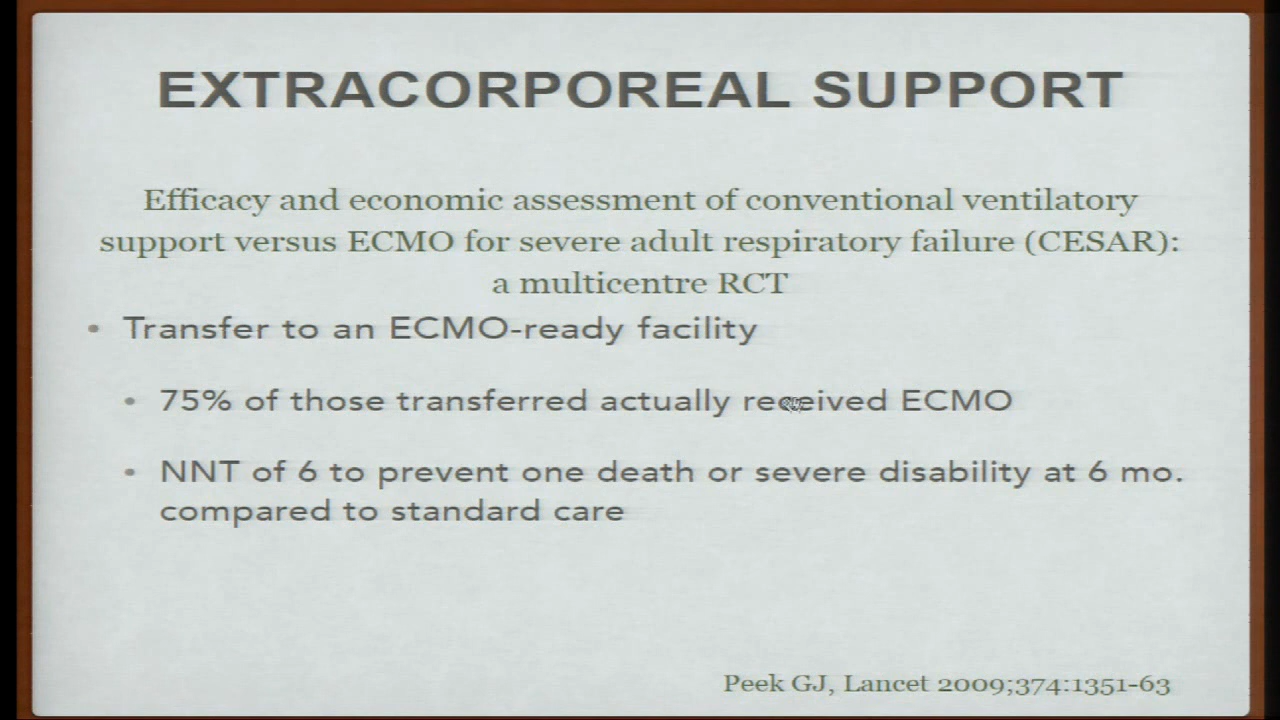 EXTRACORPOREAL SUPPORT
Efficacy and economic assessment of conventional ventilatory
support versus ECMO for severe adult respiratory failure (CESAR):
a multicentre RCT
• Transfer to an ECMO-ready facility
• 75% of those transferred actually received ECMO
• NNT of 6 to prevent one death or severe disability at 6 mo.
compared to standard care
Peek GJ, Lancet 2009;374:1351-63